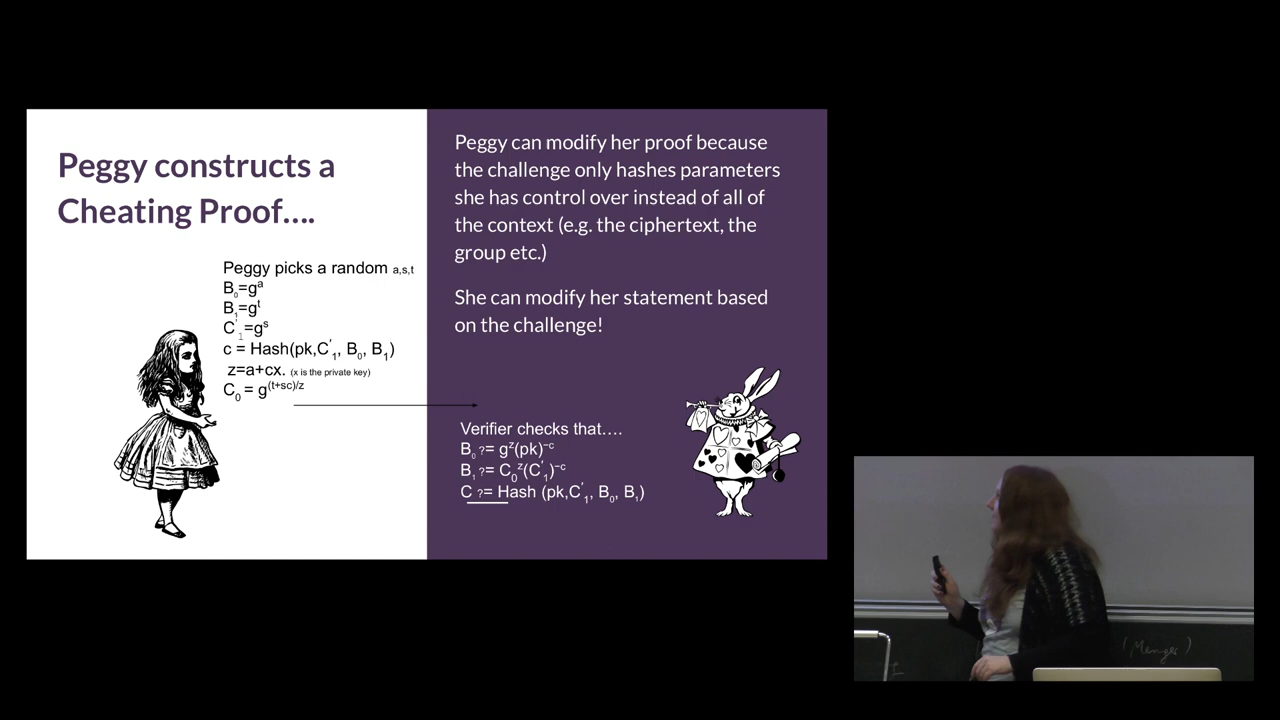 Peggy constructs a
Cheating Proof....
Peggy picks a random a,s,t
B₀=gᵃ
B₁=gᵗ
C'₁=gˢ
c = Hash(pk,C'₁, B₀, B₁)
z=a+cx. (x is the private key)
C₀ = g⁽ᵗ⁺ˢᶜ⁾/ᶻ
Peggy can modify her proof because
the challenge only hashes parameters
she has control over instead of all of
the context (e.g. the ciphertext, the
group etc.)
She can modify her statement based
on the challenge!
Verifier checks that....
B₀ ?= gᶻ(pk)⁻ᶜ
B₁ ?= C₀ᶻ(C'₁)⁻ᶜ
C ?= Hash (pk,C'₁, B₀, B₁)
(Menger)